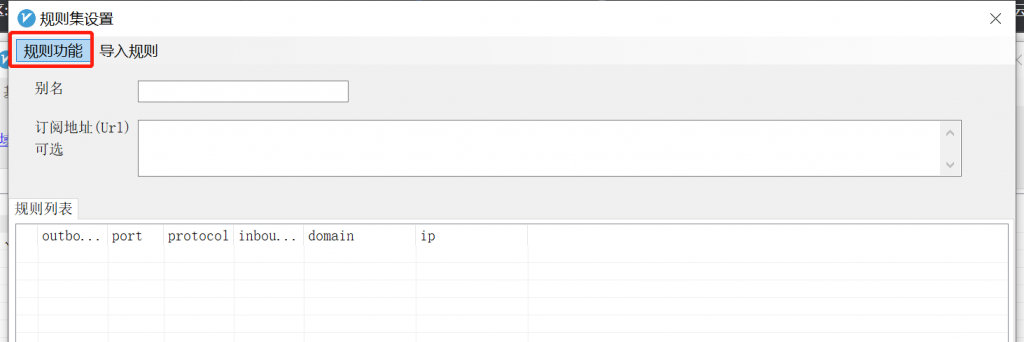 规则集设置
规则功能 导入规则
别名
订阅地址(Url)
可选
规则列表
outbo... port protocol inbou... domain ip